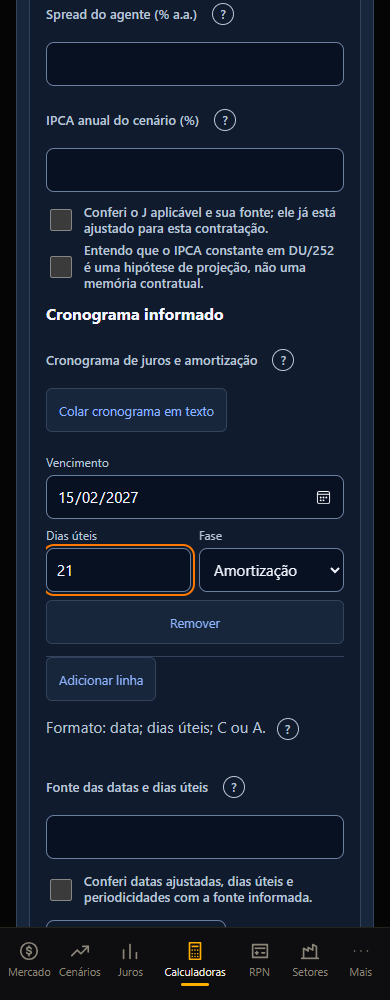 Spread do agente (% a.a.) ?
IPCA anual do cenário (%) ?
Conferi o J aplicável e sua fonte; ele já está
ajustado para esta contratação.
Entendo que o IPCA constante em DU/252
é uma hipótese de projeção, não uma
memória contratual.
Cronograma informado
Cronograma de juros e amortização ?
Colar cronograma em texto
Vencimento
15/02/2027
Dias úteis Fase
21 Amortização
Remover
Adicionar linha
Formato: data; dias úteis; C ou A. ?
Fonte das datas e dias úteis ?
Conferi datas ajustadas, dias úteis e
periodicidades com a fonte informada.
Mercado Cenários Juros Calculadoras RPN Setores Mais